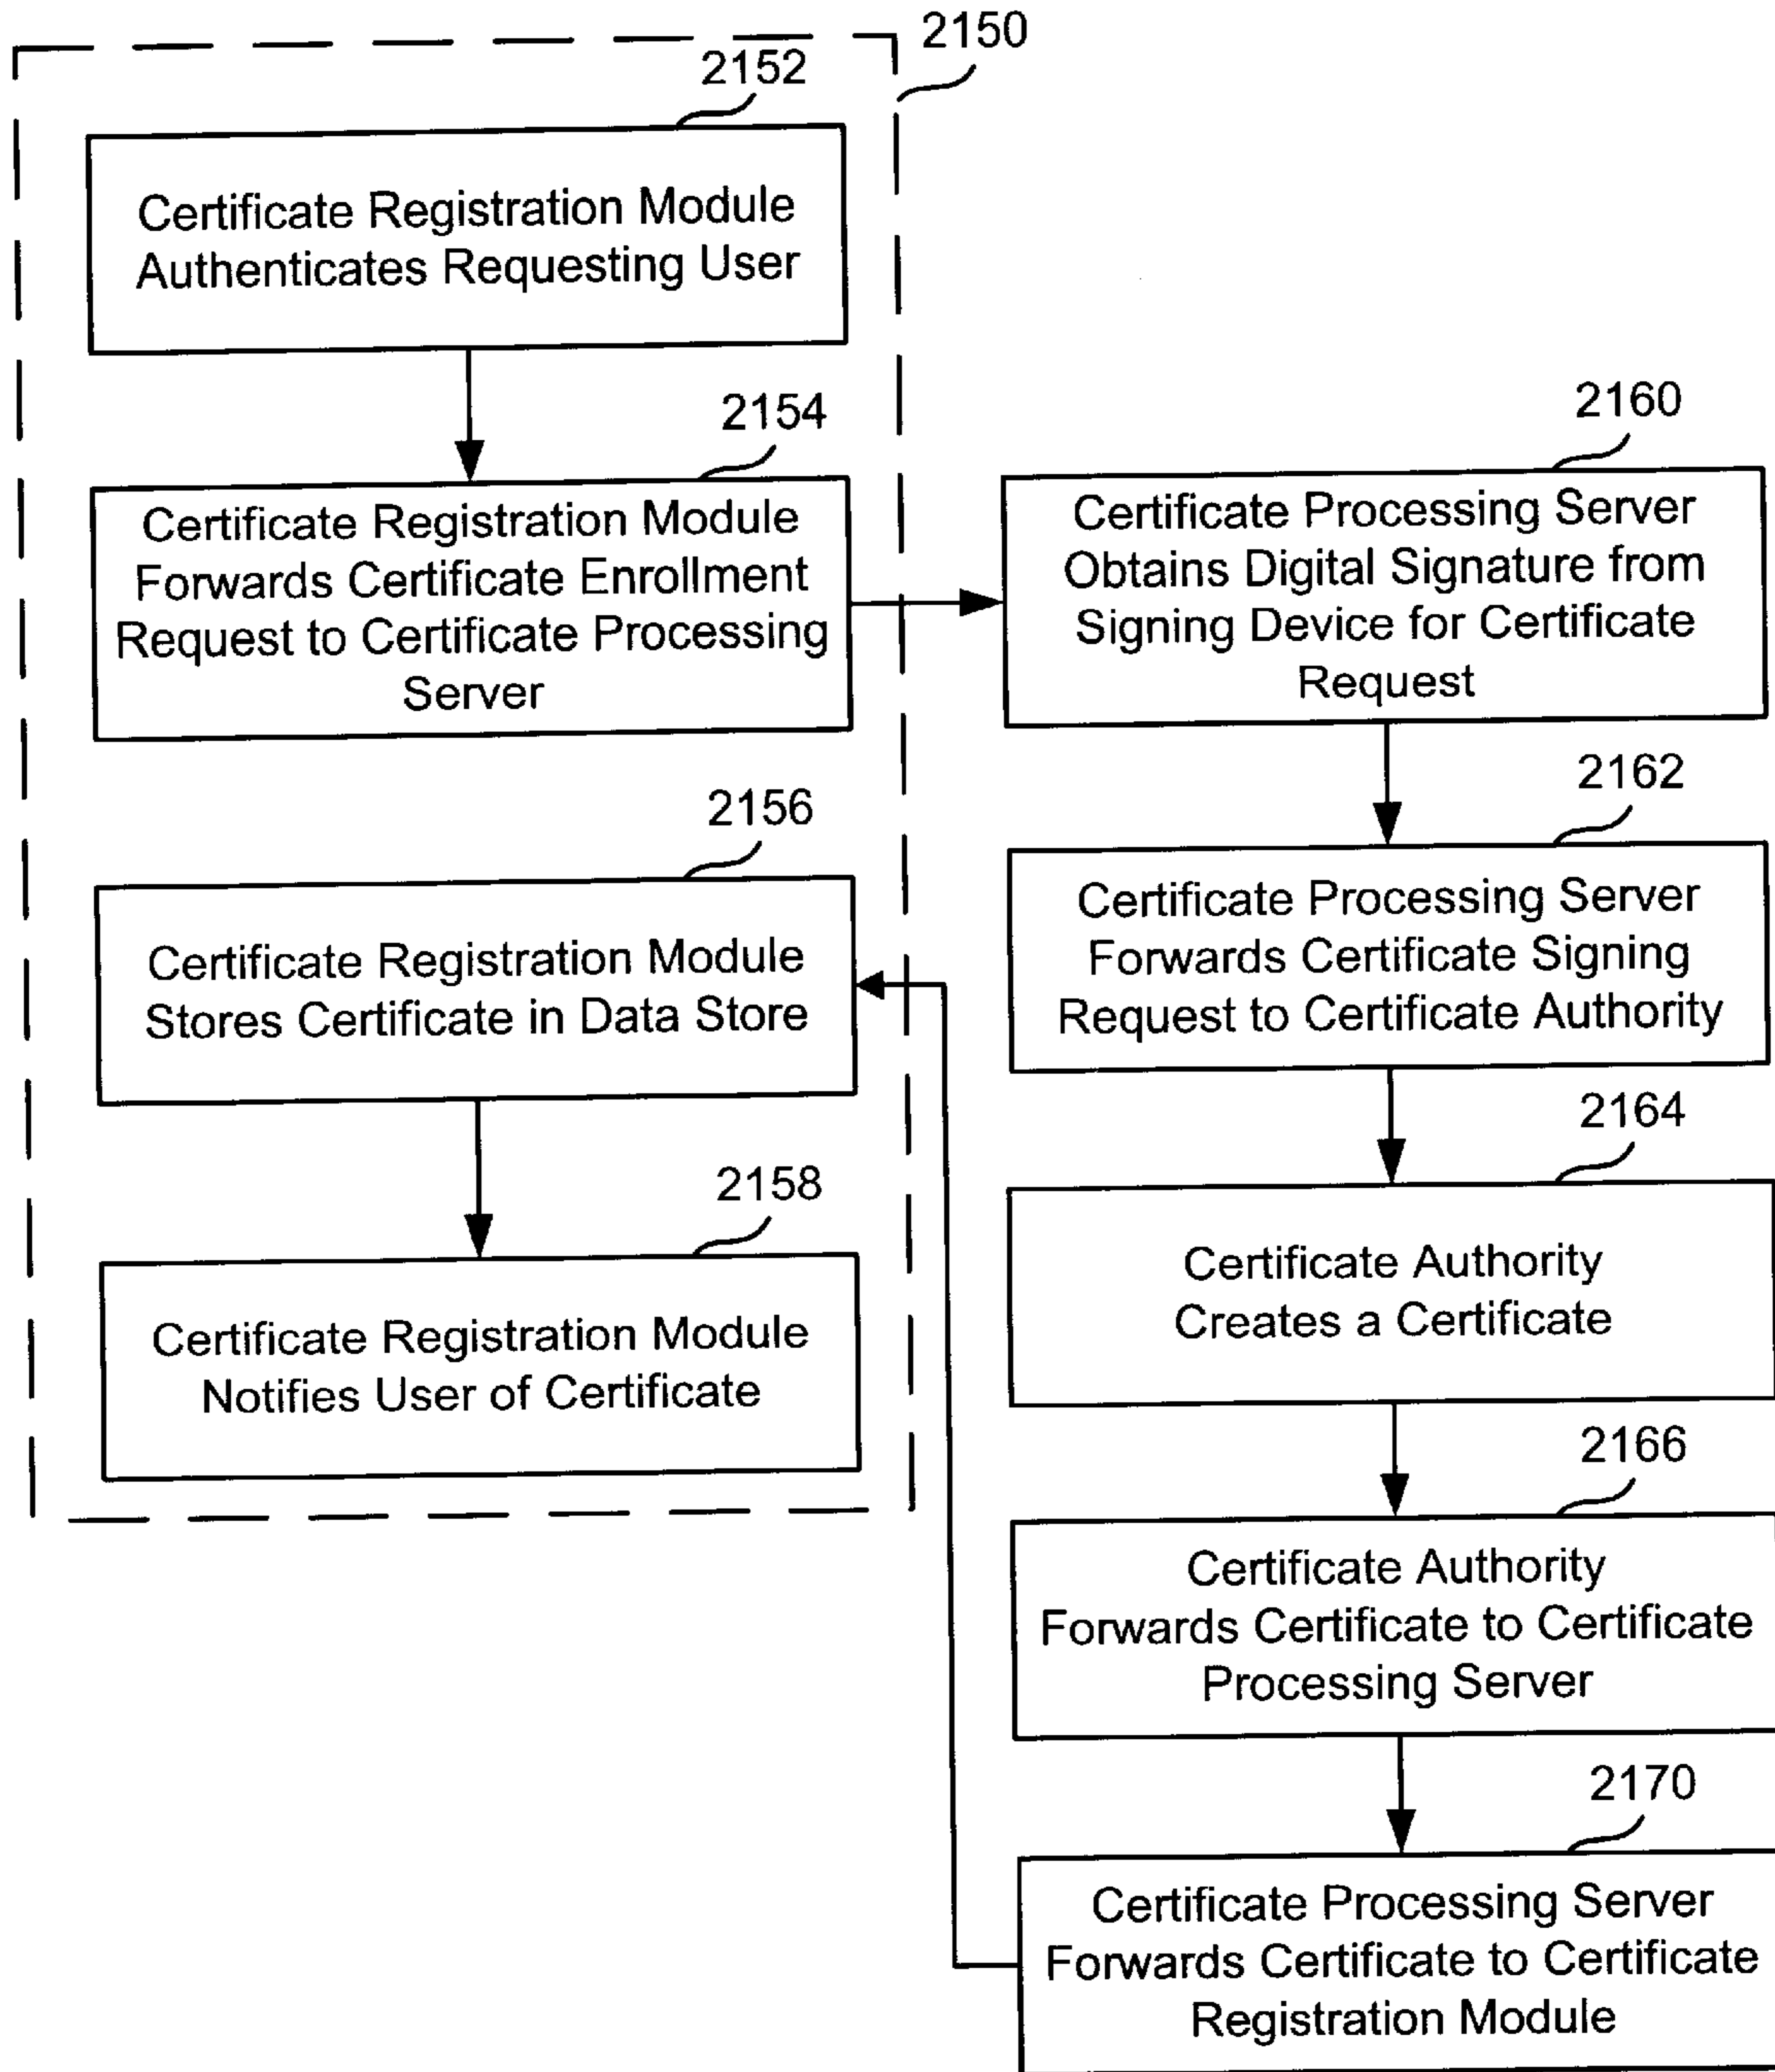 2150
2152
Certificate Registration Module
Authenticates Requesting User
2154
Certificate Registration Module
Forwards Certificate Enrollment
Request to Certificate Processing
Server
2156
Certificate Registration Module
Stores Certificate in Data Store
2158
Certificate Registration Module
Notifies User of Certificate
2160
Certificate Processing Server
Obtains Digital Signature from
Signing Device for Certificate
Request
2162
Certificate Processing Server
Forwards Certificate Signing
Request to Certificate Authority
2164
Certificate Authority
Creates a Certificate
2166
Certificate Authority
Forwards Certificate to Certificate
Processing Server
2170
Certificate Processing Server
Forwards Certificate to Certificate
Registration Module